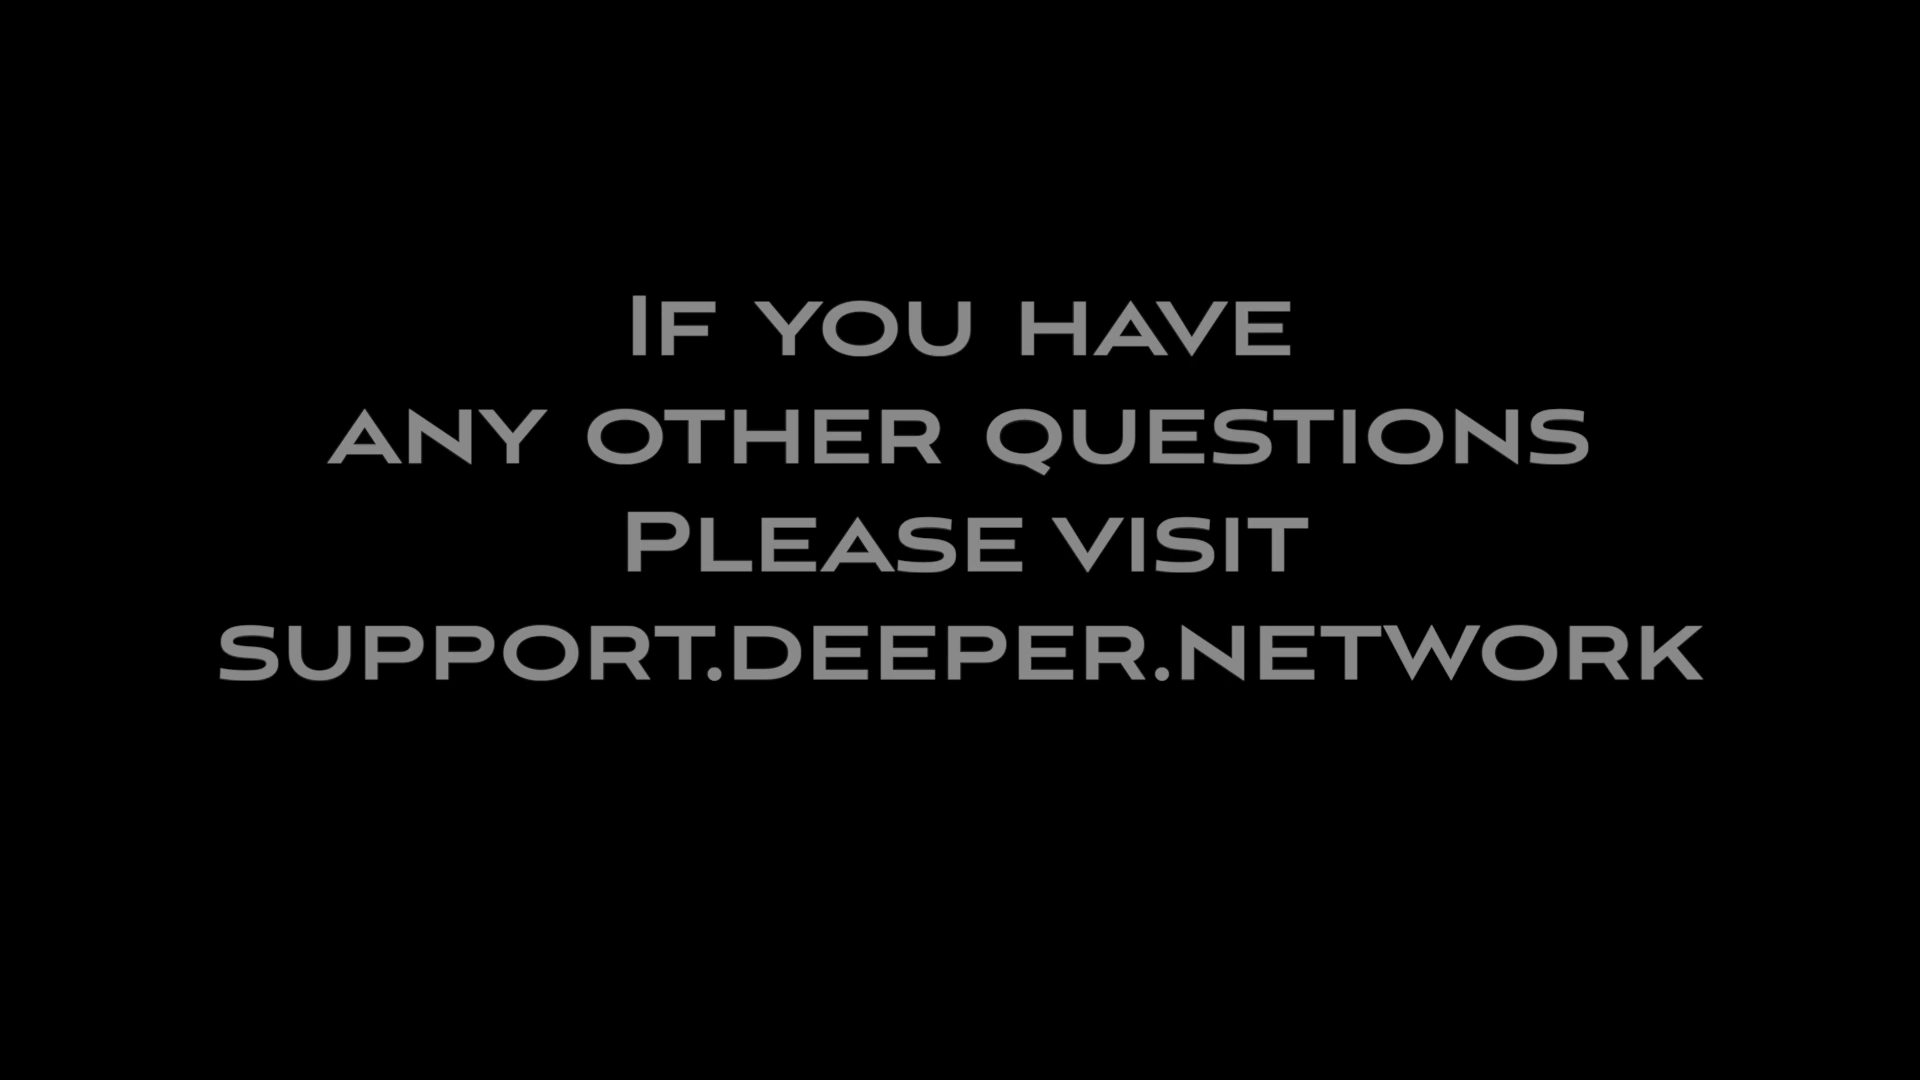 If you have
any other questions
Please visit
support.deeper.network